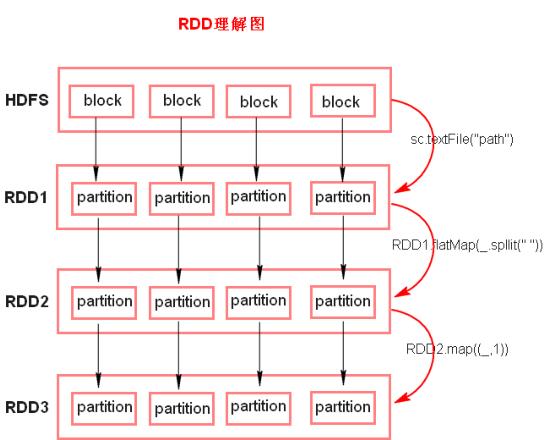 RDD理解图
HDFS block block block block
sc.textFile("path")
RDD1 partition partition partition partition
RDD1.flatMap(_.spllit(" "))
RDD2 partition partition partition partition
RDD2.map((_,1))
RDD3 partition partition partition partition